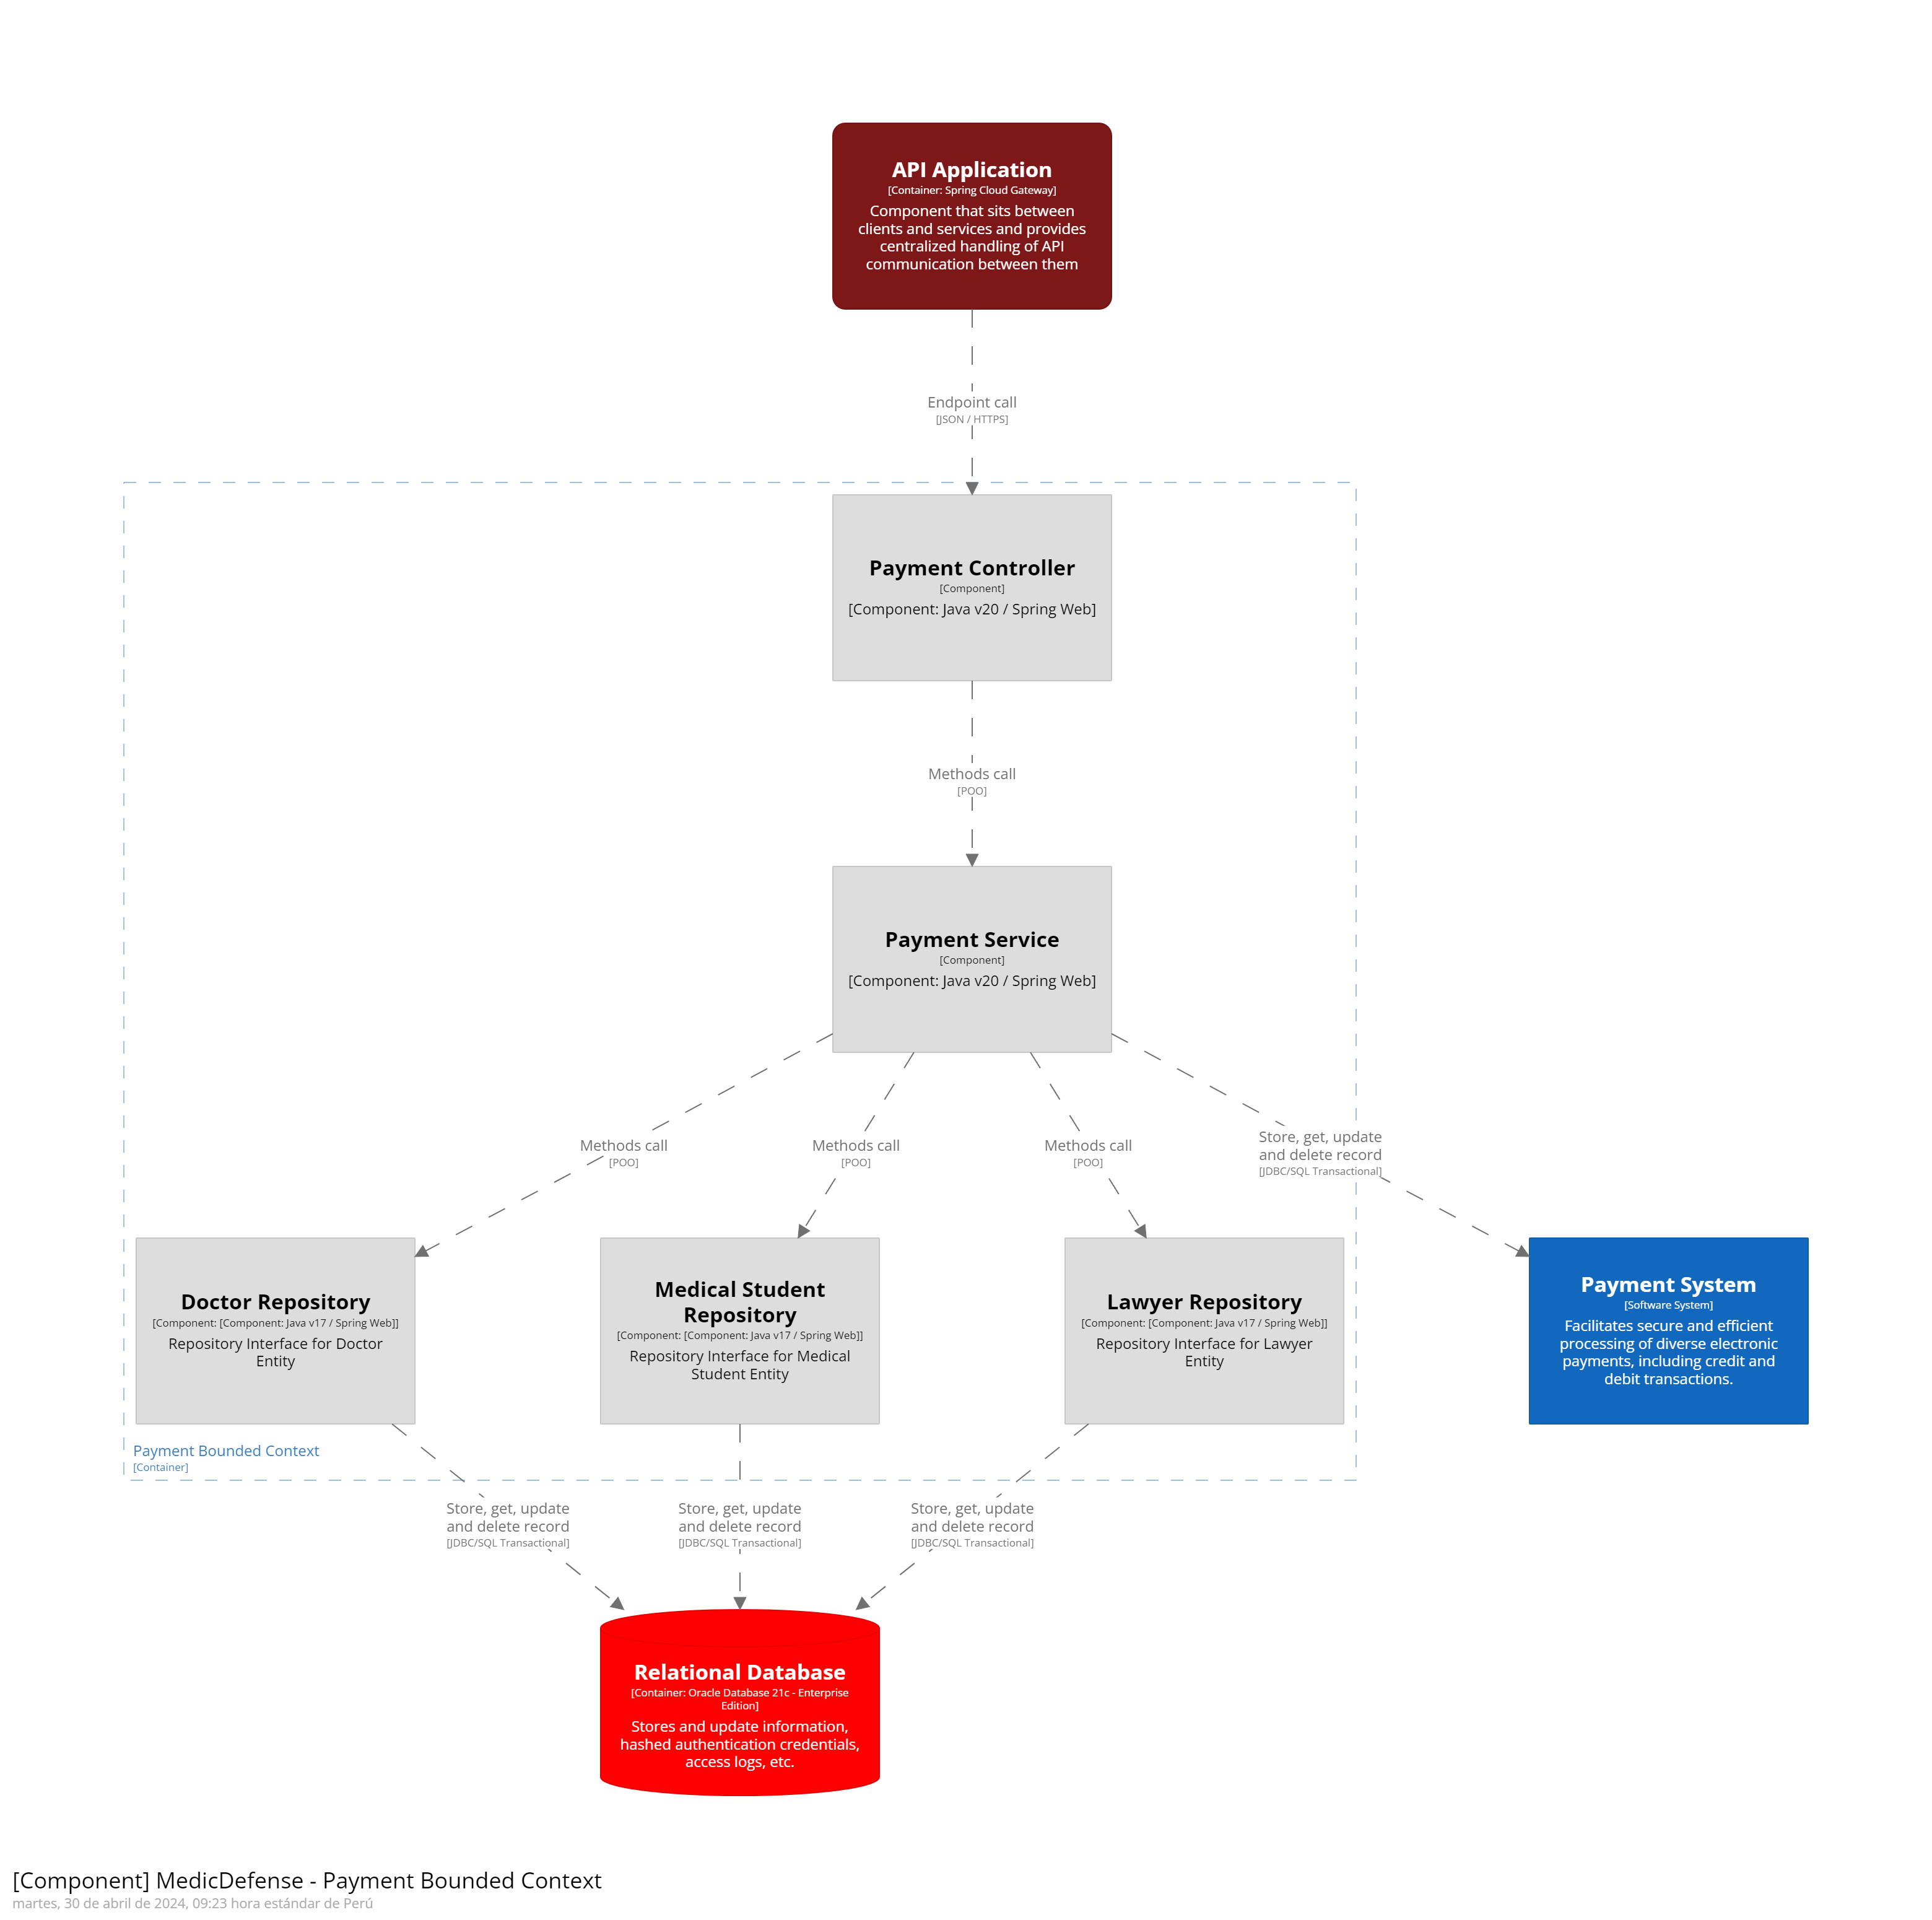 API Application
[Container: Spring Cloud Gateway]
Component that sits between
clients and services and provides
centralized handling of API
communication between them
Endpoint call
[JSON / HTTPS]
Payment Controller
[Component]
[Component: Java v20 / Spring Web]
Methods call
[POO]
Payment Service
[Component]
[Component: Java v20 / Spring Web]
Methods call
[POO]
Methods call
[POO]
Methods call
[POO]
Store, get, update
and delete record
[JDBC/SQL Transactional]
Doctor Repository
[Component: [Component: Java v17 / Spring Web]]
Repository Interface for Doctor
Entity
Medical Student
Repository
[Component: [Component: Java v17 / Spring Web]]
Repository Interface for Medical
Student Entity
Lawyer Repository
[Component: [Component: Java v17 / Spring Web]]
Repository Interface for Lawyer
Entity
Payment System
[Software System]
Facilitates secure and efficient
processing of diverse electronic
payments, including credit and
debit transactions.
Payment Bounded Context
[Container]
Store, get, update
and delete record
[JDBC/SQL Transactional]
Store, get, update
and delete record
[JDBC/SQL Transactional]
Store, get, update
and delete record
[JDBC/SQL Transactional]
Relational Database
[Container: Oracle Database 21c - Enterprise
Edition]
Stores and update information,
hashed authentication credentials,
access logs, etc.
[Component] MedicDefense - Payment Bounded Context
martes, 30 de abril de 2024, 09:23 hora estándar de Perú